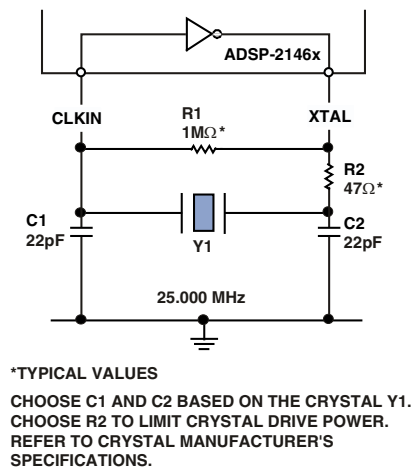 ADSP-2146x
CLKIN
XTAL
R1
1MΩ*
R2
47Ω*
C1
22pF
Y1
C2
22pF
25.000 MHz
*TYPICAL VALUES
CHOOSE C1 AND C2 BASED ON THE CRYSTAL Y1.
CHOOSE R2 TO LIMIT CRYSTAL DRIVE POWER.
REFER TO CRYSTAL MANUFACTURER'S
SPECIFICATIONS.